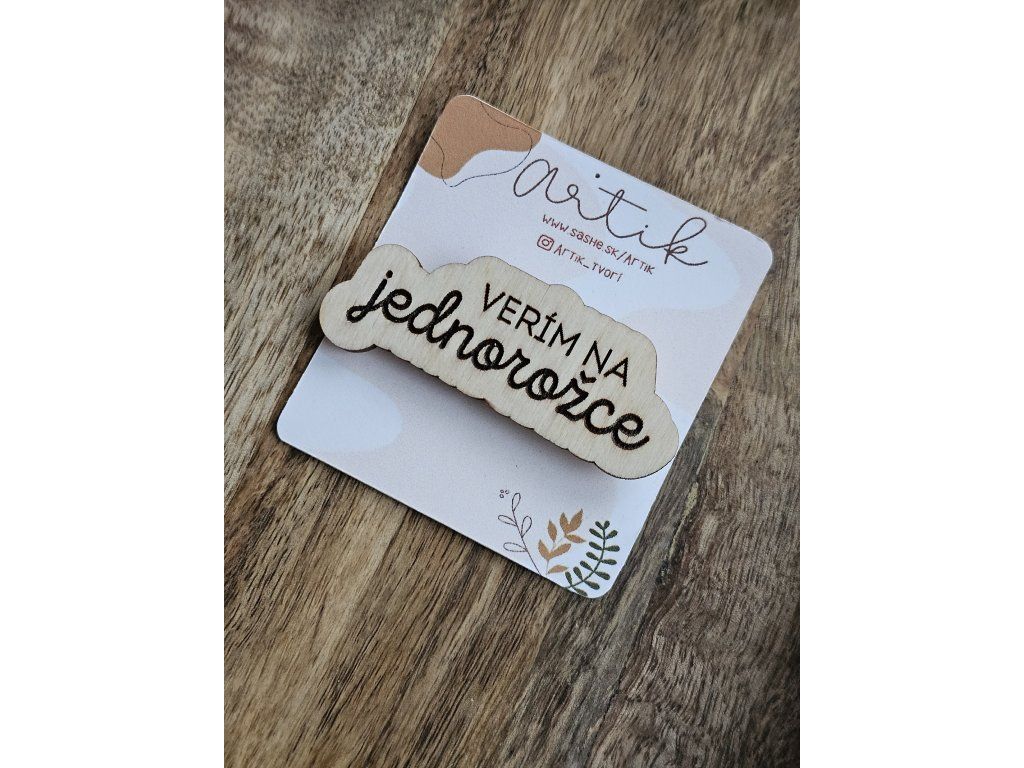 artik
www.sashe.sk/Artik
Artik_tvorí
VERÍM NA
jednorožce